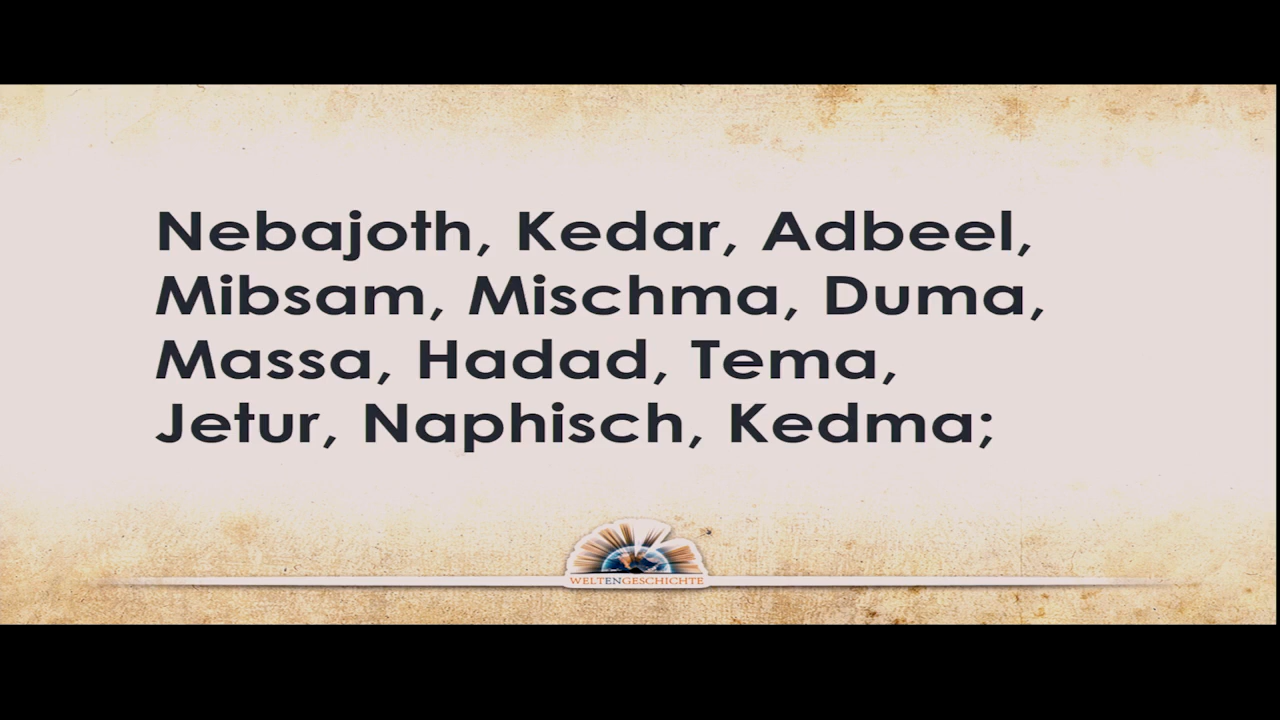 Nebajoth, Kedar, Adbeel,
Mibsam, Mischma, Duma,
Massa, Hadad, Tema,
Jetur, Naphisch, Kedma;
WELTENGESCHICHTE